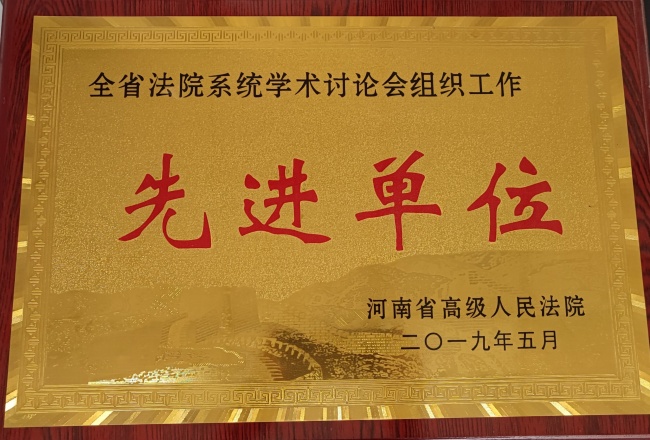 全省法院系统学术讨论会组织工作
先进单位
河南省高级人民法院
二〇一九年五月